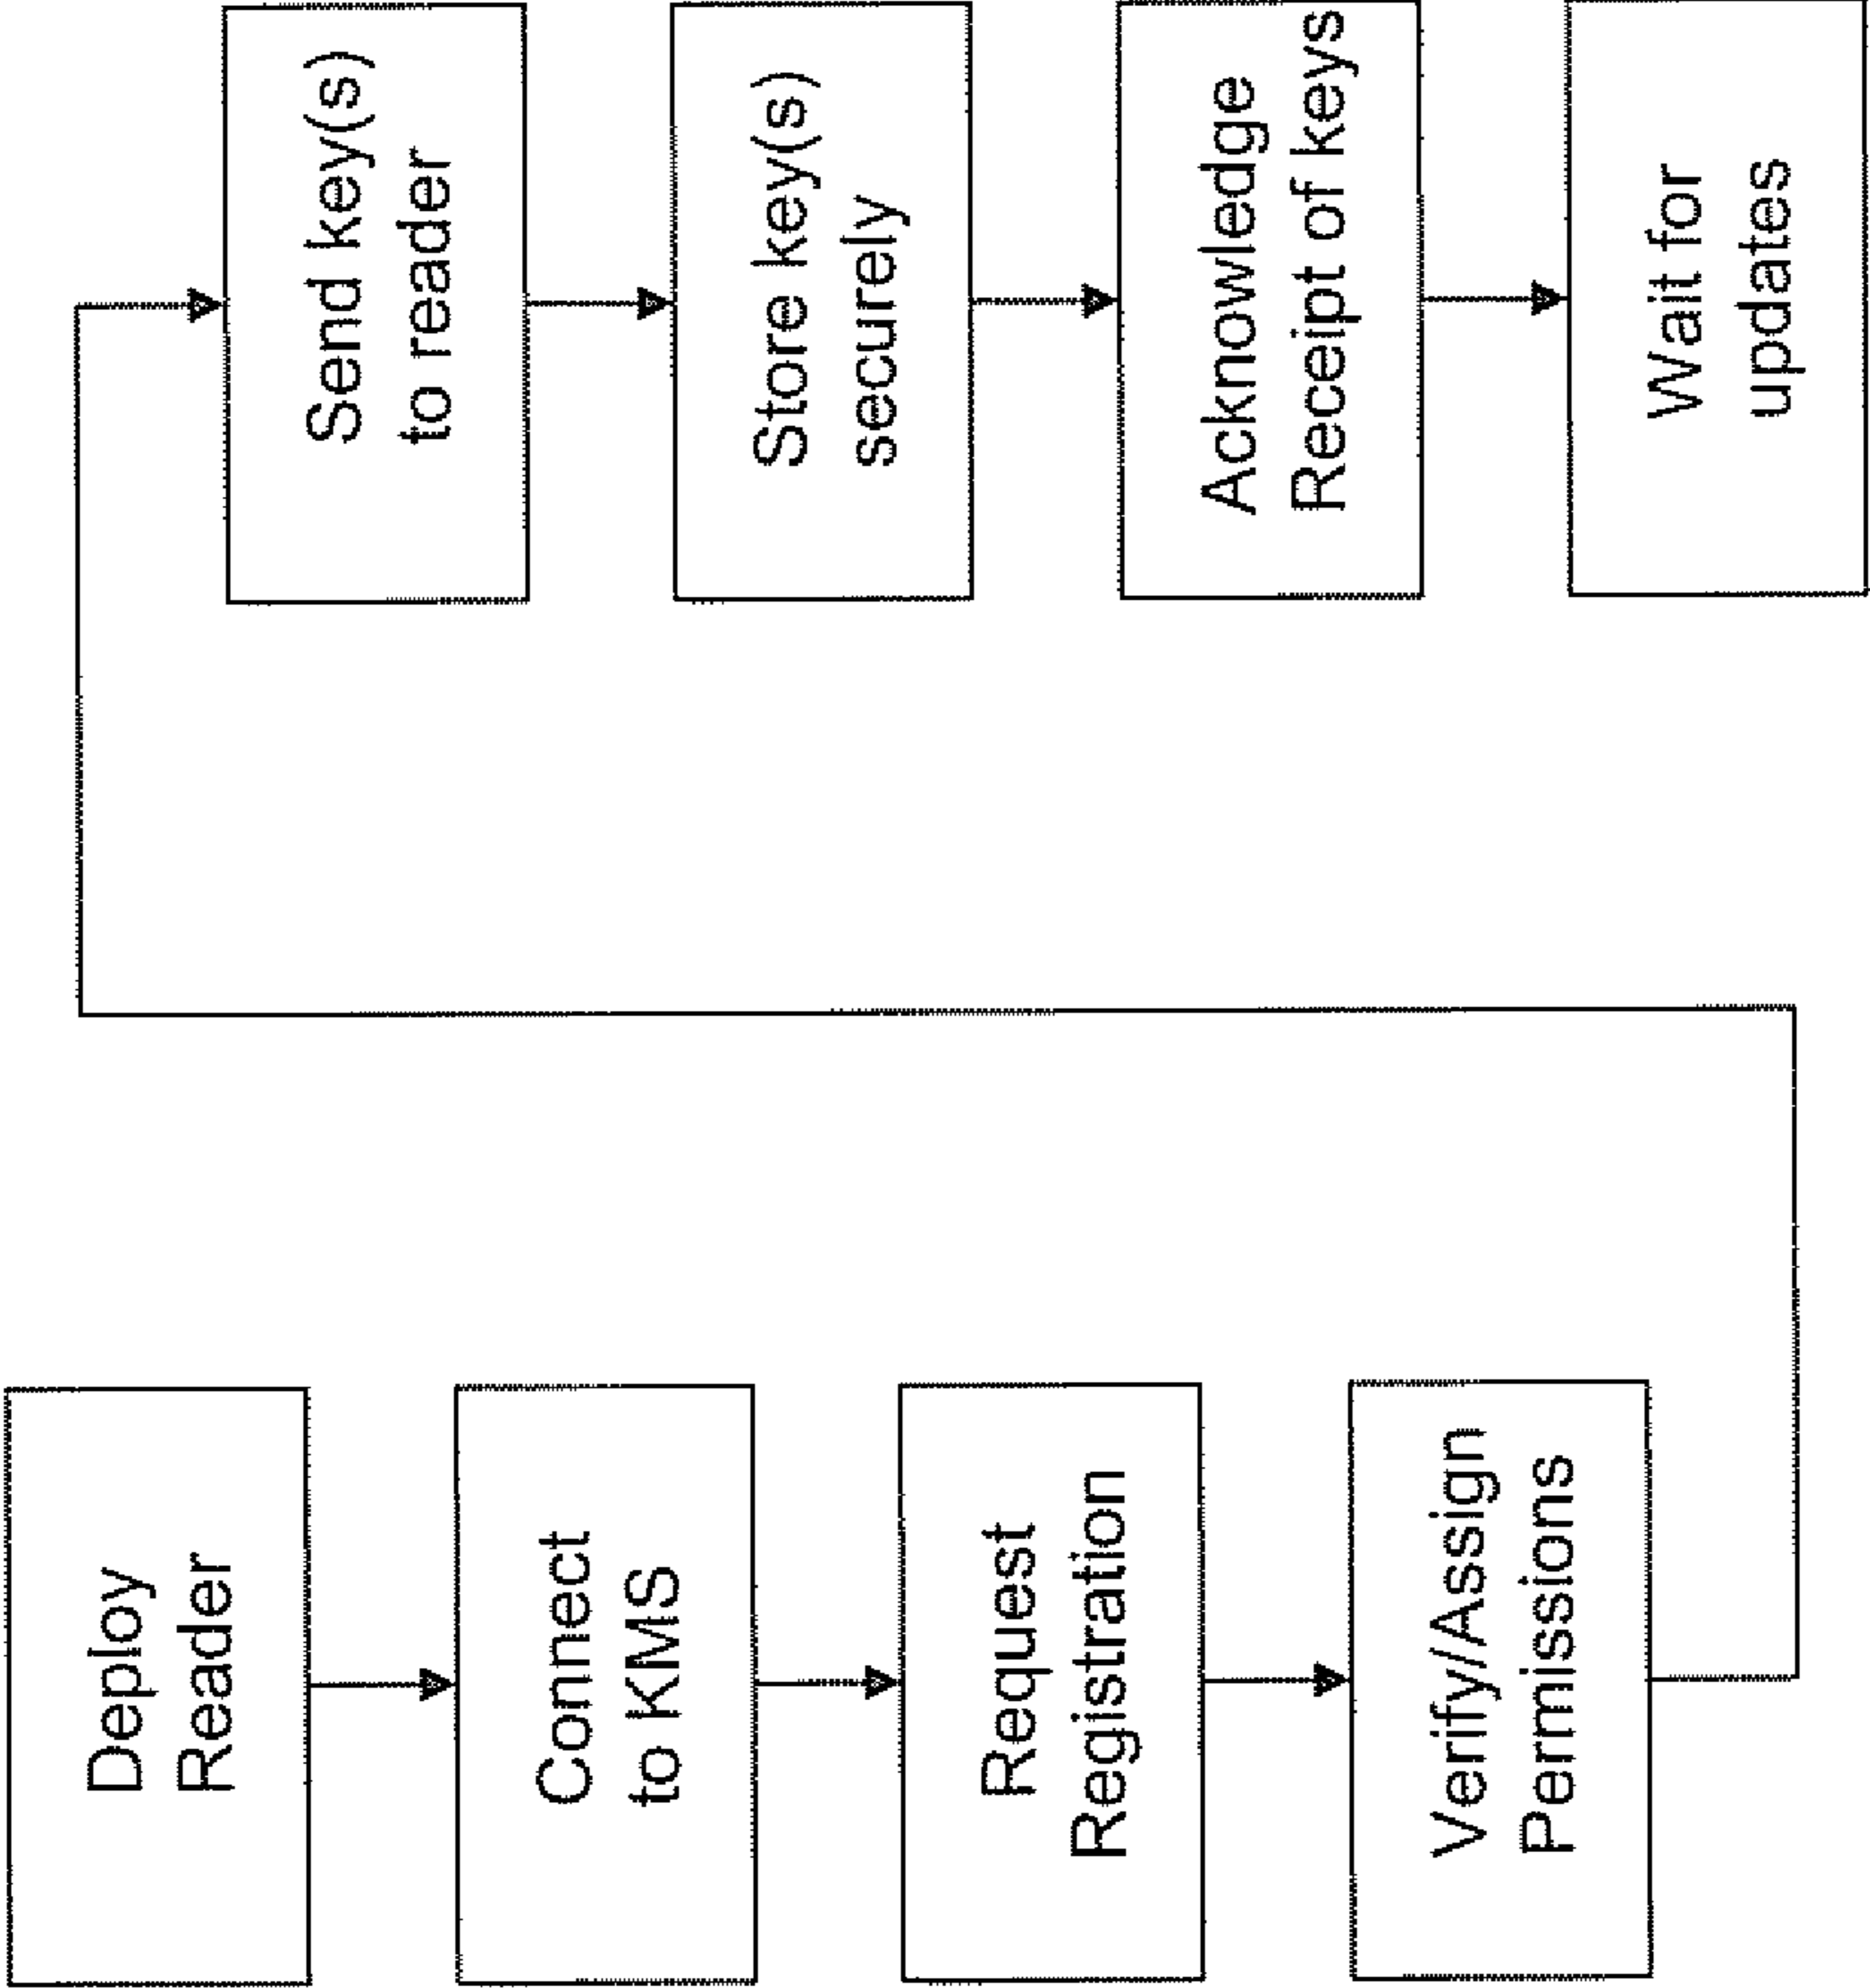 Deploy
Reader
Connect
to KMS
Request
Registration
Verify/Assign
Permissions
Send key(s)
to reader
Store key(s)
securely
Acknowledge
Receipt of keys
Wait for
updates